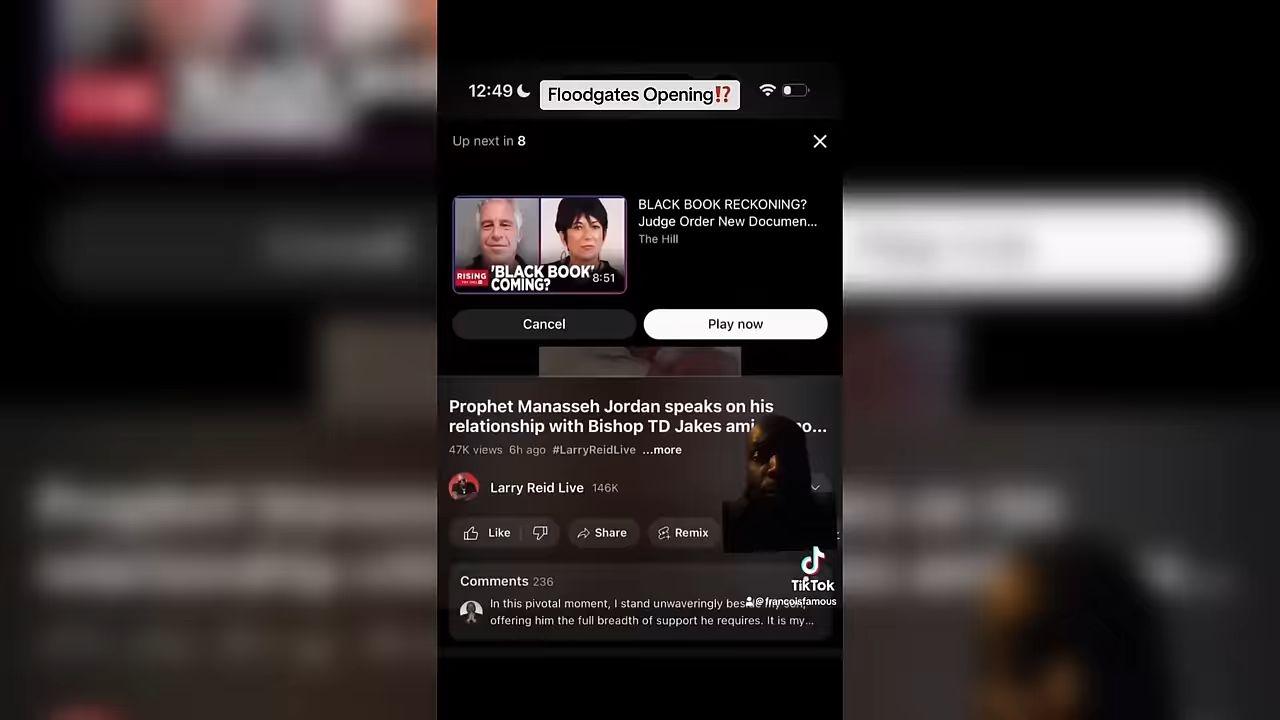 12:49
Floodgates Opening⁉️
Up next in 8
BLACK BOOK RECKONING?
Judge Order New Documen...
The Hill
RISING
'BLACK BOOK'
COMING?
8:51
Cancel
Play now
Prophet Manasseh Jordan speaks on his
relationship with Bishop TD Jakes
47K views 6h ago #LarryReidLive ...more
Larry Reid Live 146K
Like
Share
Remix
Comments 236
In this pivotal moment, I stand unwaveringly
offering him the full breadth of support he requires. It is my...
TikTok
@francoisfamous